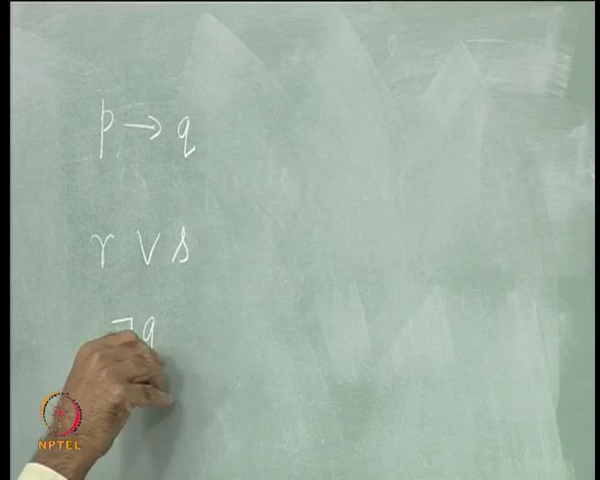 p → q
r ∨ s
¬q
NPTEL